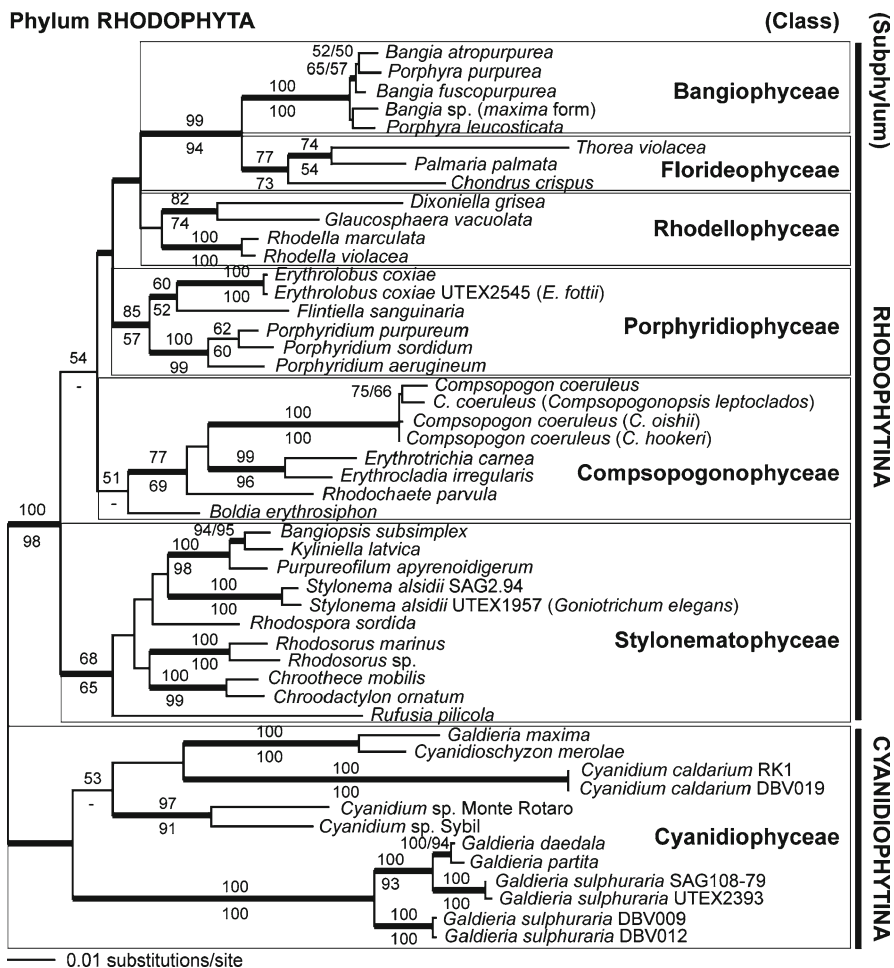 Phylum RHODOPHYTA
(Class)
(Subphylum)
52/50
Bangia atropurpurea
65/57
Porphyra purpurea
100
Bangia fuscopurpurea
Bangiophyceae
100
Bangia sp. (maxima form)
99
Porphyra leucosticata
94
74
Thorea violacea
77
54
Palmaria palmata
Florideophyceae
73
Chondrus crispus
82
Dixoniella grisea
74
Glaucosphaera vacuolata
Rhodellophyceae
100
Rhodella marculata
100
Rhodella violacea
100
Erythrolobus coxiae
60
100
Erythrolobus coxiae UTEX2545 (E. fottii)
52
Flintiella sanguinaria
85
57
Porphyridiophyceae
100
62
Porphyridium purpureum
60
Porphyridium sordidum
99
Porphyridium aerugineum
54
-
75/66
Compsopogon coeruleus
C. coeruleus (Compsopogonopsis leptoclados)
100
Compsopogon coeruleus (C. oishii)
100
Compsopogon coeruleus (C. hookeri)
77
99
Erythrotrichia carnea
69
96
Erythrocladia irregularis
Compsopogonophyceae
51
-
Rhodochaete parvula
Boldia erythrosiphon
RHODOPHYTINA
100
98
94/95
Bangiopsis subsimplex
100
Kyliniella latvica
98
Purpureofilum apyrenoidigerum
100
Stylonema alsidii SAG2.94
100
Stylonema alsidii UTEX1957 (Goniotrichum elegans)
Rhodospora sordida
Stylonematophyceae
100
Rhodosorus marinus
100
Rhodosorus sp.
68
65
100
Chroothece mobilis
99
Chroodactylon ornatum
Rufusia pilicola
100
Galdieria maxima
100
Cyanidioschyzon merolae
53
-
100
Cyanidium caldarium RK1
100
Cyanidium caldarium DBV019
97
Cyanidium sp. Monte Rotaro
91
Cyanidium sp. Sybil
Cyanidiophyceae
100/94
Galdieria daedala
100
Galdieria partita
93
100
Galdieria sulphuraria SAG108-79
100
Galdieria sulphuraria UTEX2393
100
100
100
Galdieria sulphuraria DBV009
100
Galdieria sulphuraria DBV012
CYANIDIOPHYTINA
0.01 substitutions/site